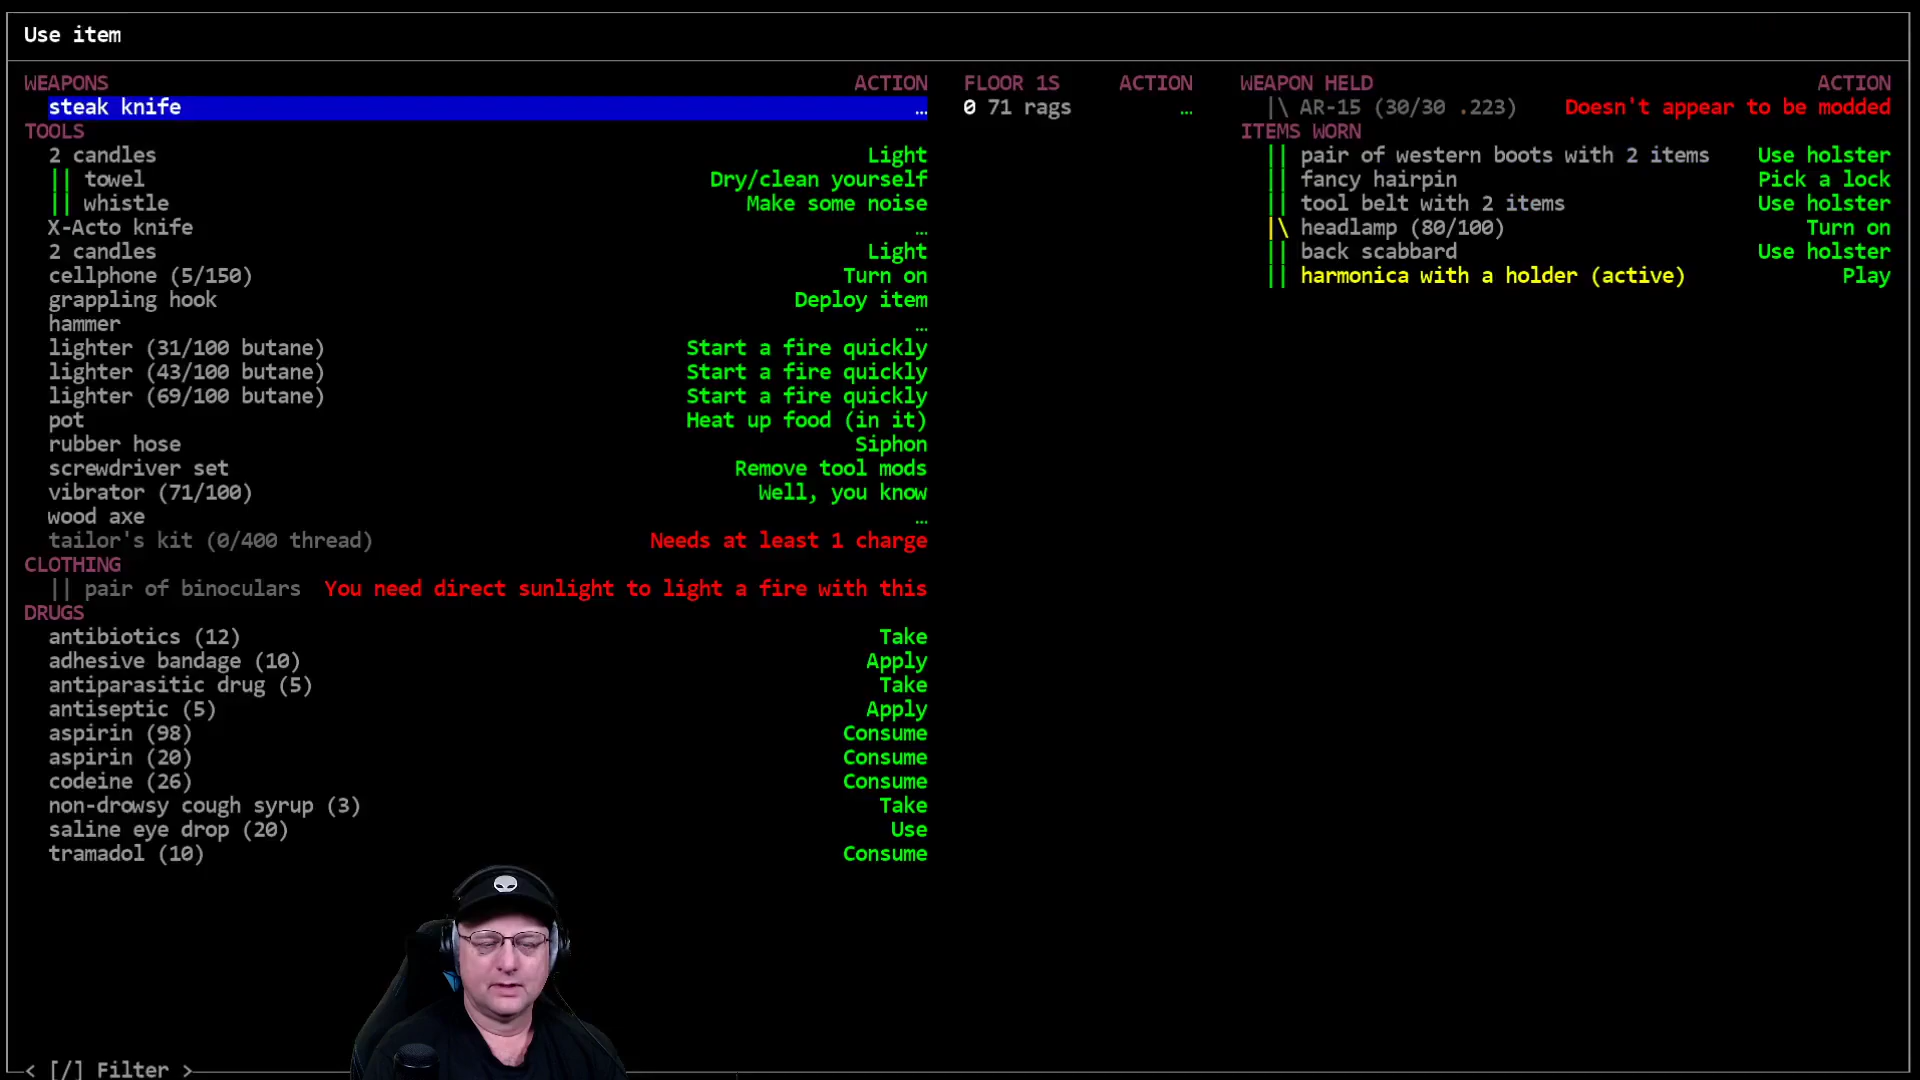 Use item
WEAPONS ACTION
steak knife …
TOOLS
2 candles Light
|| towel Dry/clean yourself
|| whistle Make some noise
X-Acto knife …
2 candles Light
cellphone (5/150) Turn on
grappling hook Deploy item
hammer …
lighter (31/100 butane) Start a fire quickly
lighter (43/100 butane) Start a fire quickly
lighter (69/100 butane) Start a fire quickly
pot Heat up food (in it)
rubber hose Siphon
screwdriver set Remove tool mods
vibrator (71/100) Well, you know
wood axe …
tailor's kit (0/400 thread) Needs at least 1 charge
CLOTHING
|| pair of binoculars You need direct sunlight to light a fire with this
DRUGS
antibiotics (12) Take
adhesive bandage (10) Apply
antiparasitic drug (5) Take
antiseptic (5) Apply
aspirin (98) Consume
aspirin (20) Consume
codeine (26) Consume
non-drowsy cough syrup (3) Take
saline eye drop (20) Use
tramadol (10) Consume
FLOOR 1S ACTION
0 71 rags …
WEAPON HELD ACTION
|\ AR-15 (30/30 .223) Doesn't appear to be modded
ITEMS WORN
|| pair of western boots with 2 items Use holster
|| fancy hairpin Pick a lock
|| tool belt with 2 items Use holster
|\ headlamp (80/100) Turn on
|| back scabbard Use holster
|| harmonica with a holder (active) Play
< [/] Filter >